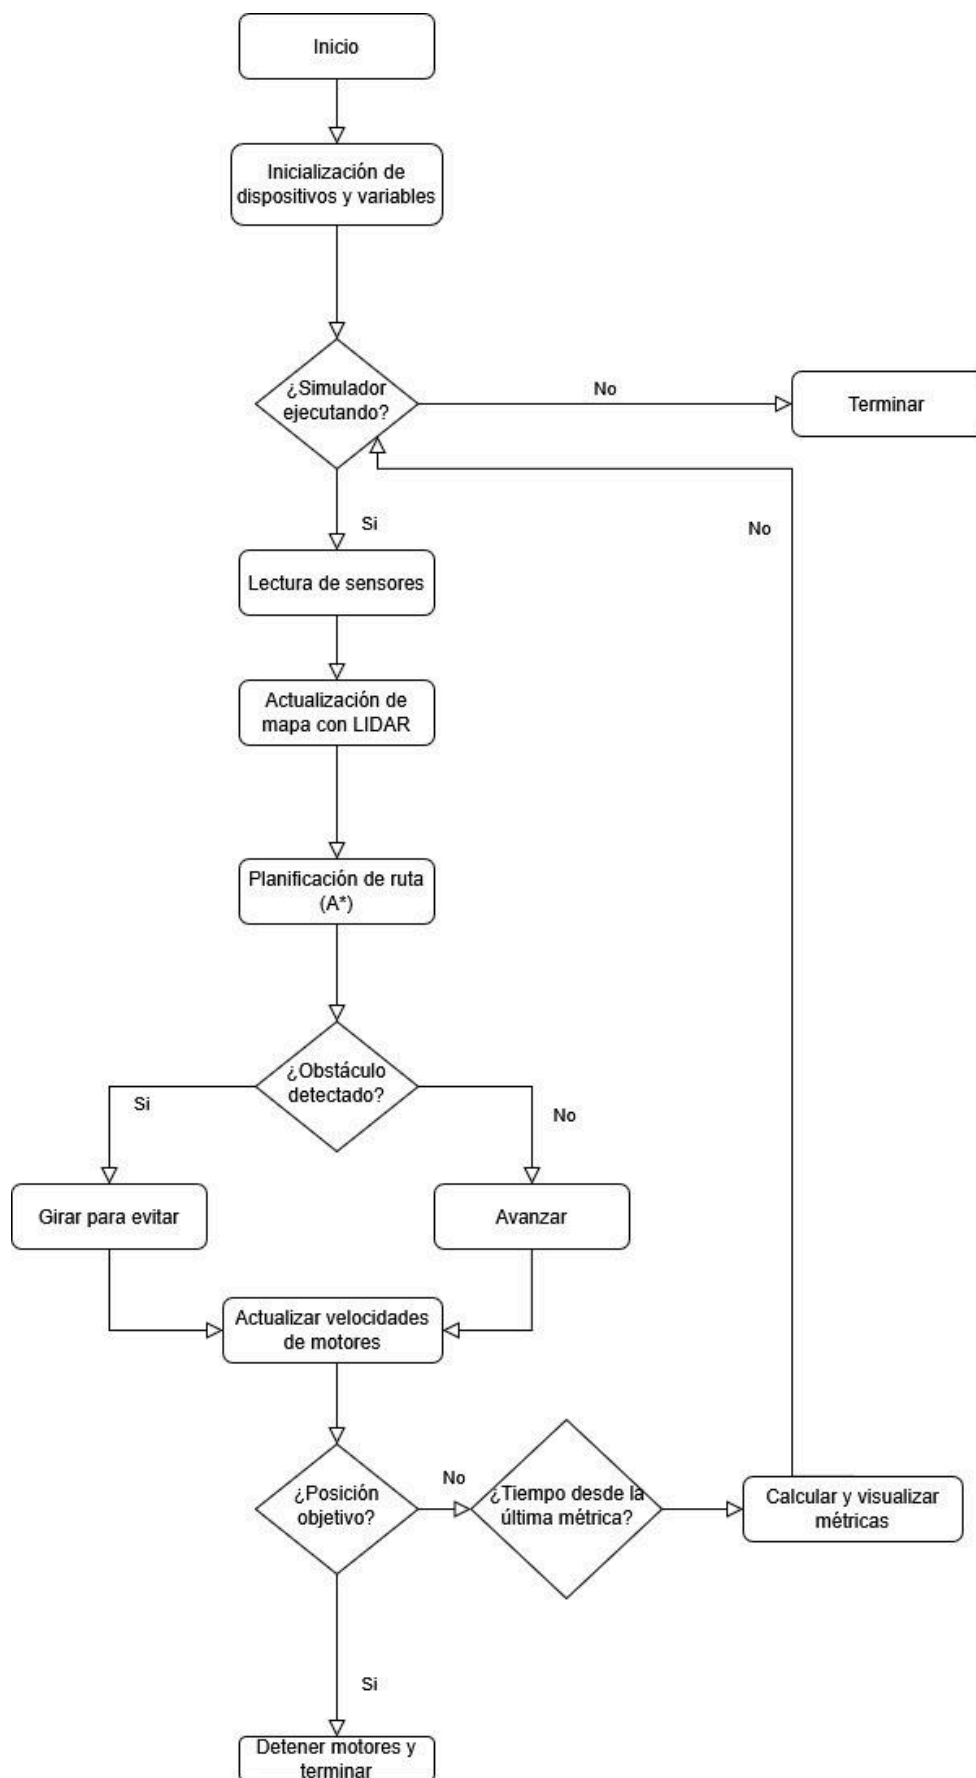 Inicio
Inicialización de
dispositivos y variables
¿Simulador
ejecutando?
No
Terminar
Si
No
Lectura de sensores
Actualización de
mapa con LIDAR
Planificación de ruta
(A*)
¿Obstáculo
detectado?
Si
No
Girar para evitar
Avanzar
Actualizar velocidades
de motores
¿Posición
objetivo?
No
¿Tiempo desde la
última métrica?
Calcular y visualizar
métricas
Si
Detener motores y
terminar